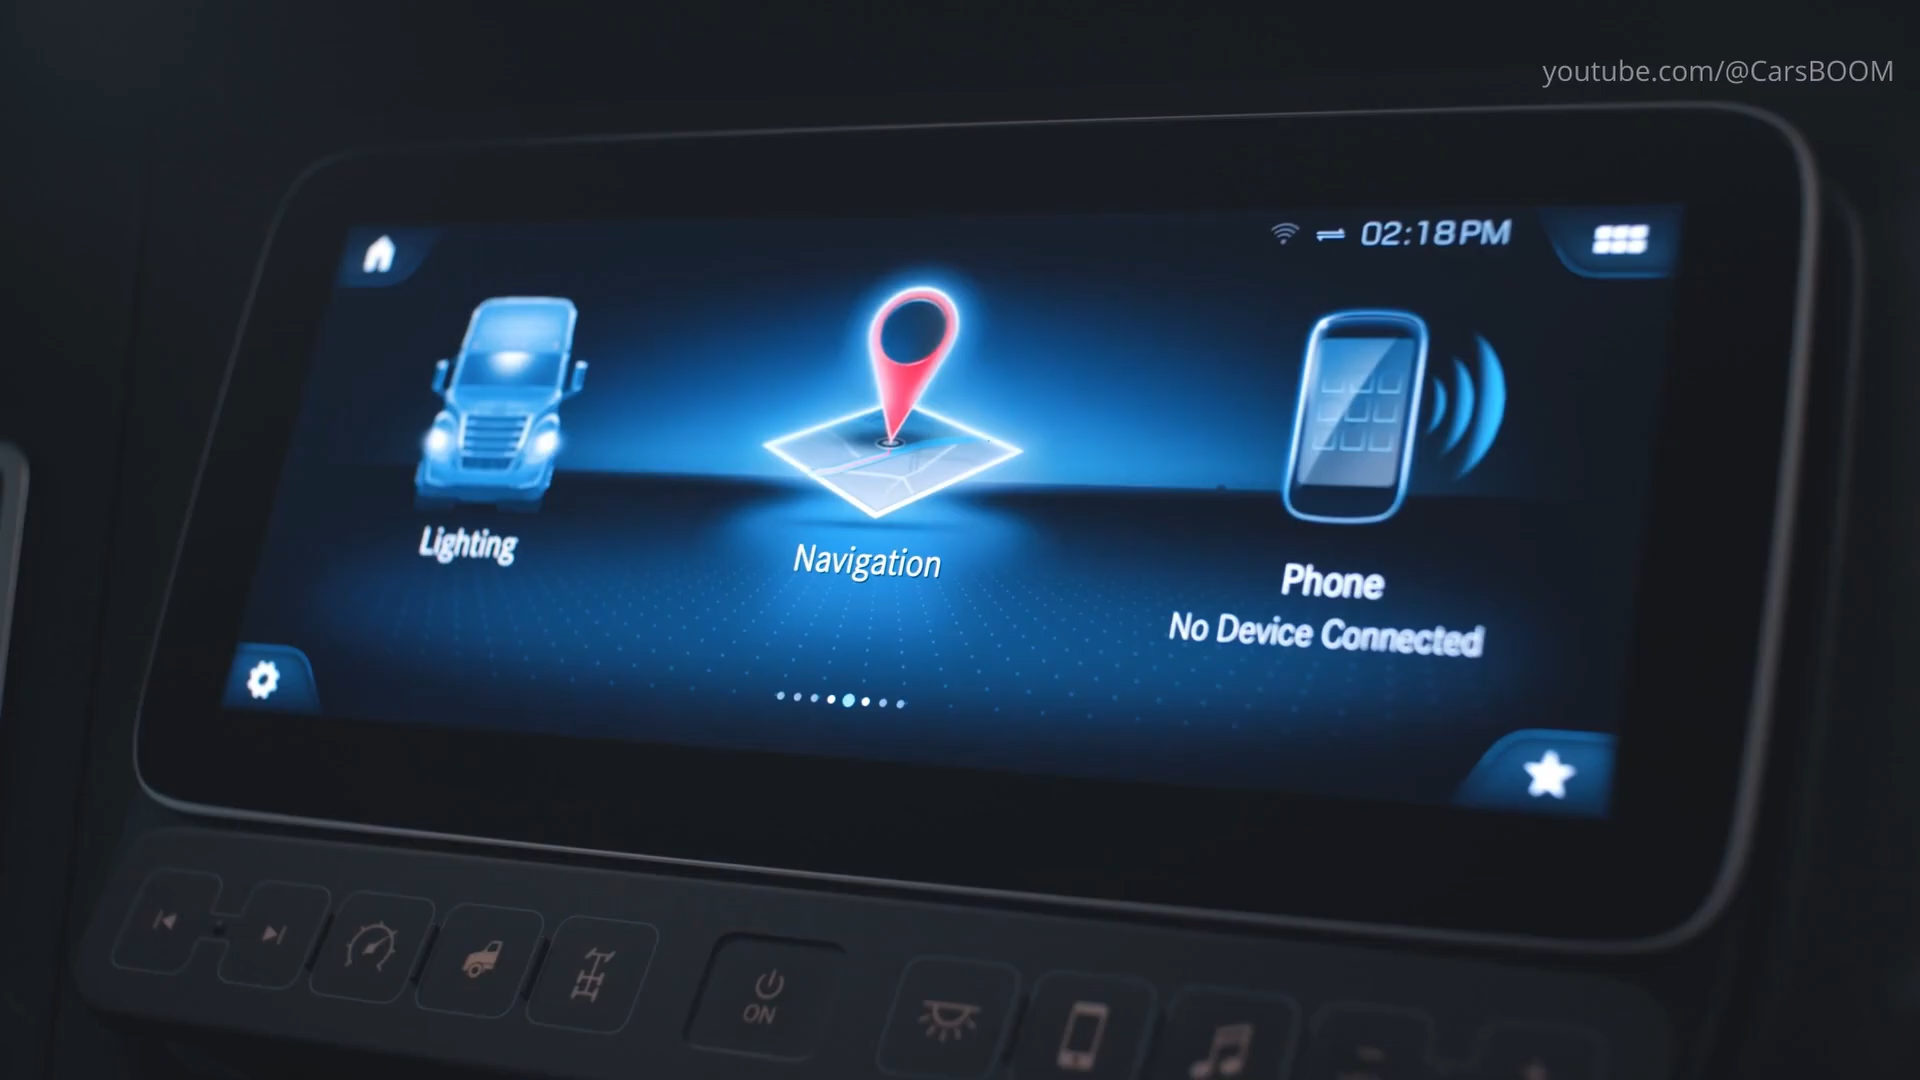 youtube.com/@CarsBOOM
02:18PM
Lighting
Navigation
Phone
No Device Connected
ON